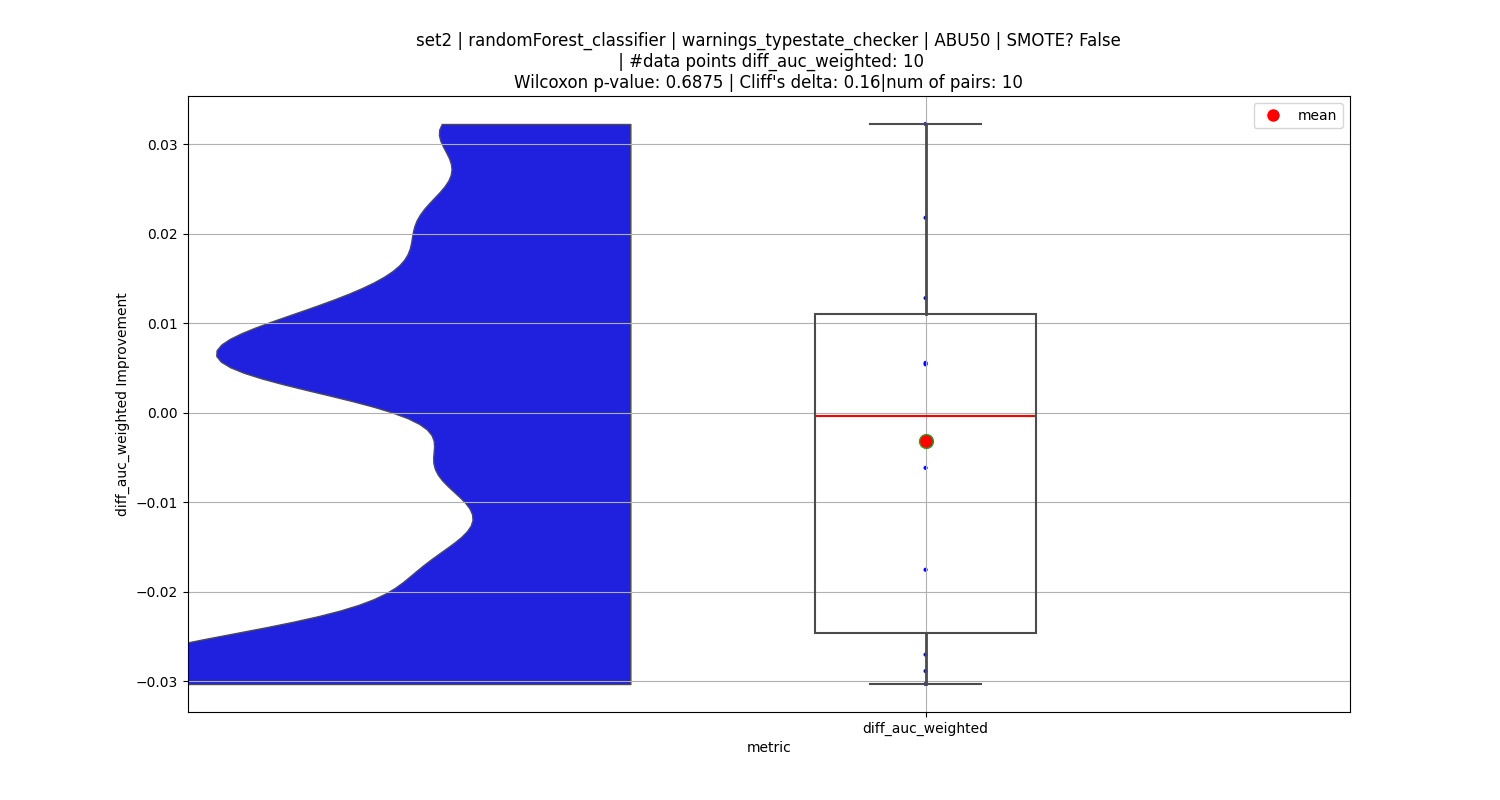 set2 | randomForest_classifier | warnings_typestate_checker | ABU50 | SMOTE? False
| #data points diff_auc_weighted: 10
Wilcoxon p-value: 0.6875 | Cliff's delta: 0.16|num of pairs: 10
mean
diff_auc_weighted Improvement
0.03
0.02
0.01
0.00
−0.01
−0.02
−0.03
diff_auc_weighted
metric